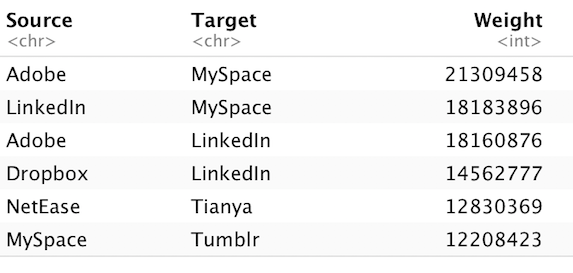 Source Target Weight
<chr> <chr> <int>
Adobe MySpace 21309458
LinkedIn MySpace 18183896
Adobe LinkedIn 18160876
Dropbox LinkedIn 14562777
NetEase Tianya 12830369
MySpace Tumblr 12208423